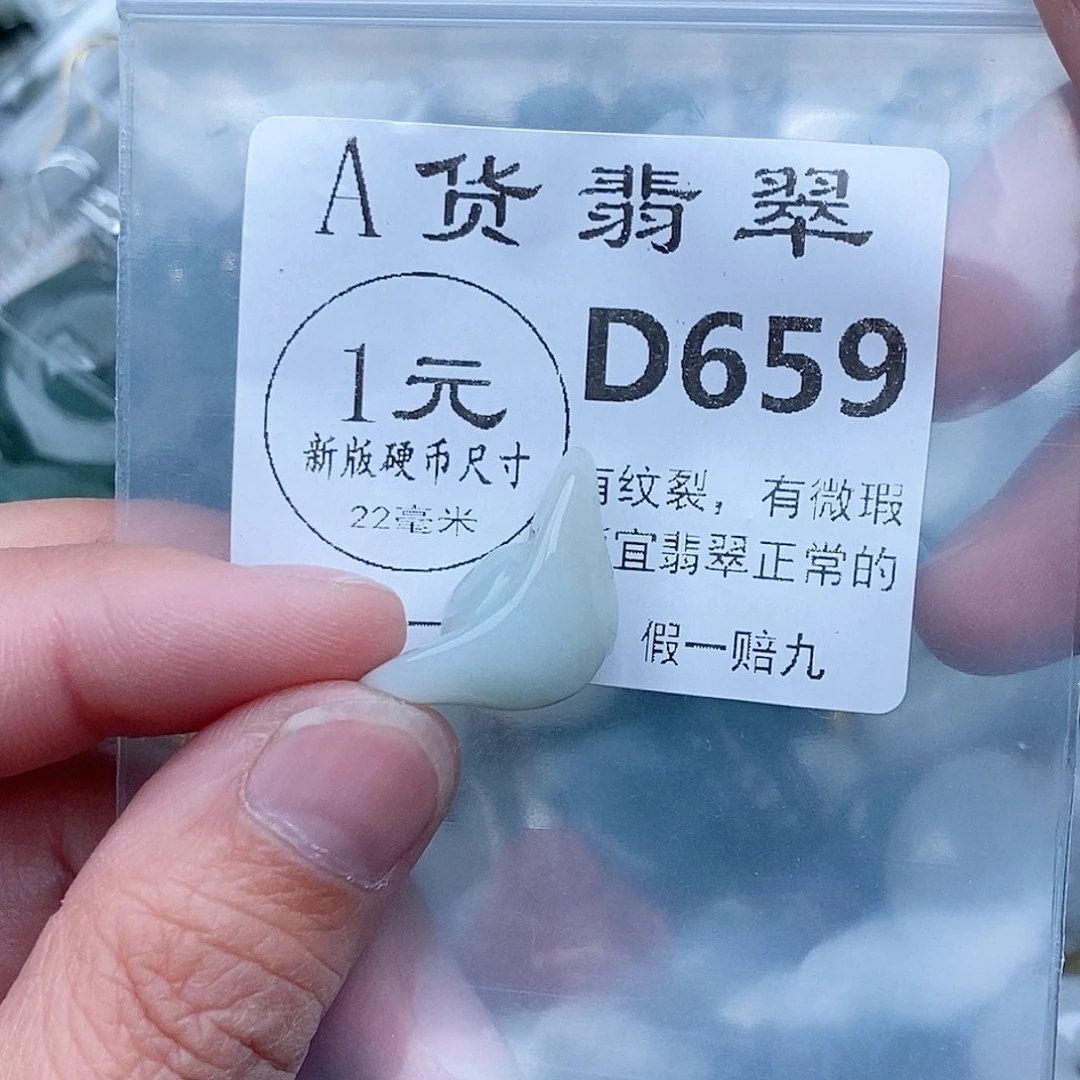 A货翡翠
1元
新版硬币尺寸
22毫米
D659
有纹裂，有微瑕
宜翡翠正常的
假一赔九